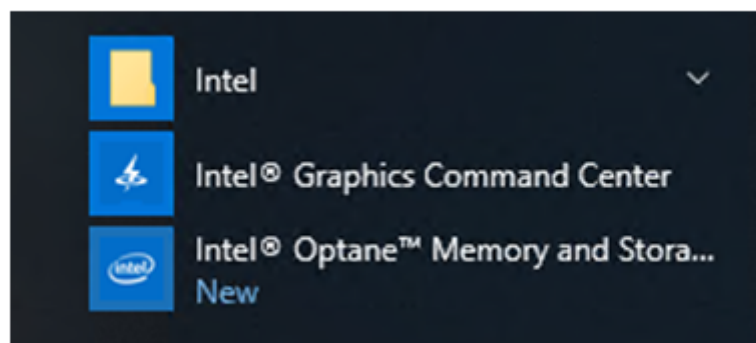 Intel
Intel® Graphics Command Center
Intel® Optane™ Memory and Stora...
intel
New